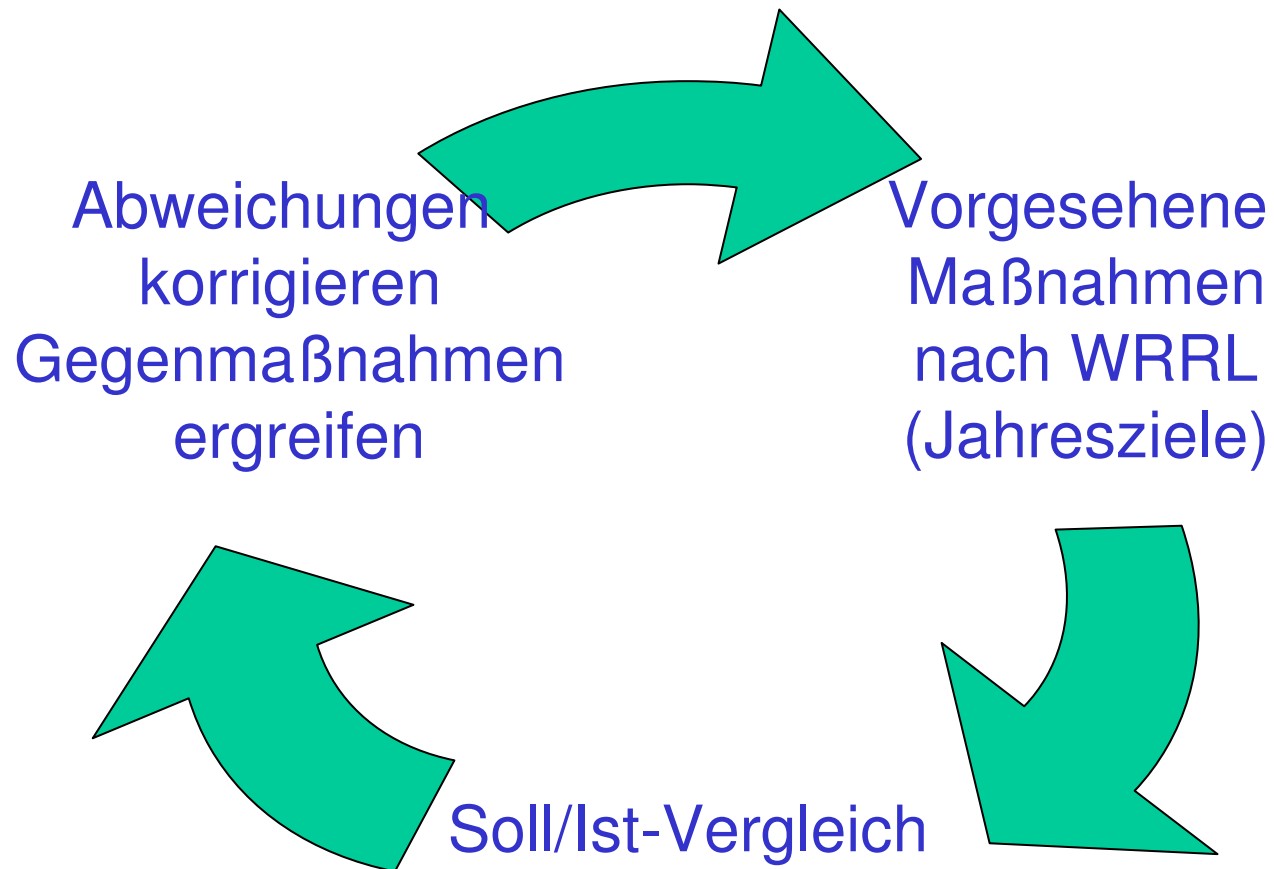 Abweichungen
korrigieren
Gegenmaßnahmen
ergreifen
Vorgesehene
Maßnahmen
nach WRRL
(Jahresziele)
Soll/Ist-Vergleich